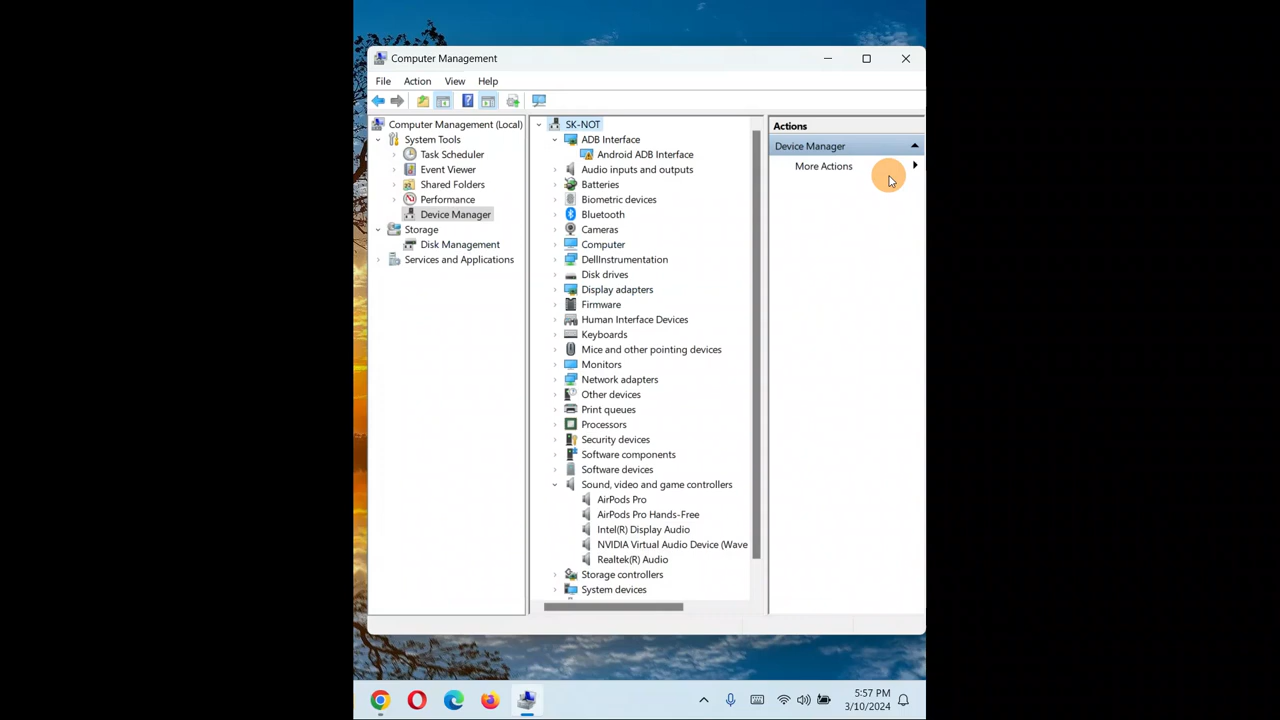 Computer Management
File Action View Help
Computer Management (Local)
System Tools
Task Scheduler
Event Viewer
Shared Folders
Performance
Device Manager
Storage
Disk Management
Services and Applications
SK-NOT
ADB Interface
Android ADB Interface
Audio inputs and outputs
Batteries
Biometric devices
Bluetooth
Cameras
Computer
DellInstrumentation
Disk drives
Display adapters
Firmware
Human Interface Devices
Keyboards
Mice and other pointing devices
Monitors
Network adapters
Other devices
Print queues
Processors
Security devices
Software components
Software devices
Sound, video and game controllers
AirPods Pro
AirPods Pro Hands-Free
Intel(R) Display Audio
NVIDIA Virtual Audio Device (Wave
Realtek(R) Audio
Storage controllers
System devices
Actions
Device Manager
More Actions
5:57 PM
3/10/2024